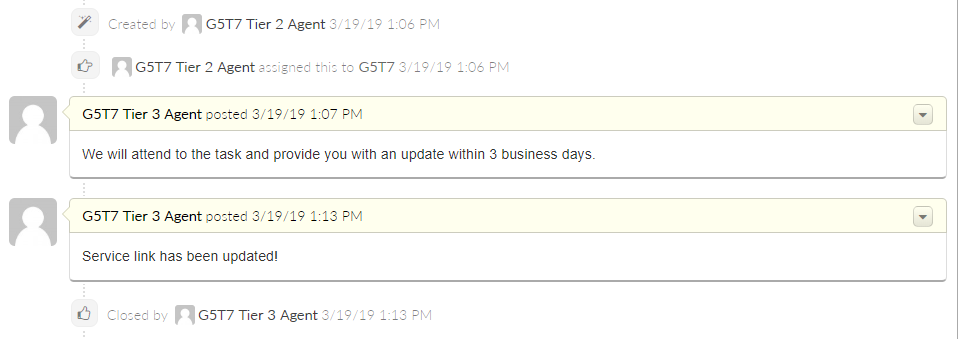 Created by G5T7 Tier 2 Agent 3/19/19 1:06 PM
G5T7 Tier 2 Agent assigned this to G5T7 3/19/19 1:06 PM
G5T7 Tier 3 Agent posted 3/19/19 1:07 PM
We will attend to the task and provide you with an update within 3 business days.
G5T7 Tier 3 Agent posted 3/19/19 1:13 PM
Service link has been updated!
Closed by G5T7 Tier 3 Agent 3/19/19 1:13 PM